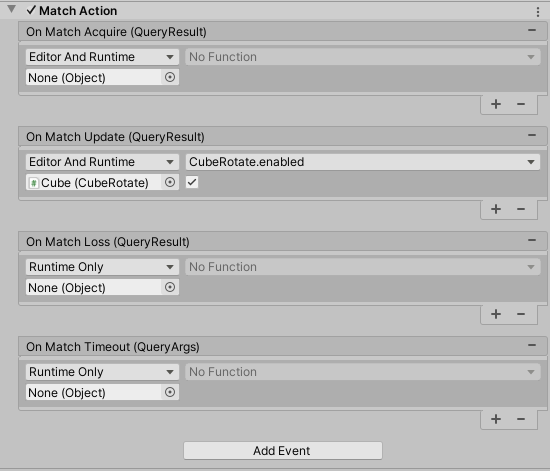 Match Action
On Match Acquire (QueryResult)
Editor And Runtime No Function
None (Object)
On Match Update (QueryResult)
Editor And Runtime CubeRotate.enabled
Cube (CubeRotate)
On Match Loss (QueryResult)
Runtime Only No Function
None (Object)
On Match Timeout (QueryArgs)
Runtime Only No Function
None (Object)
Add Event